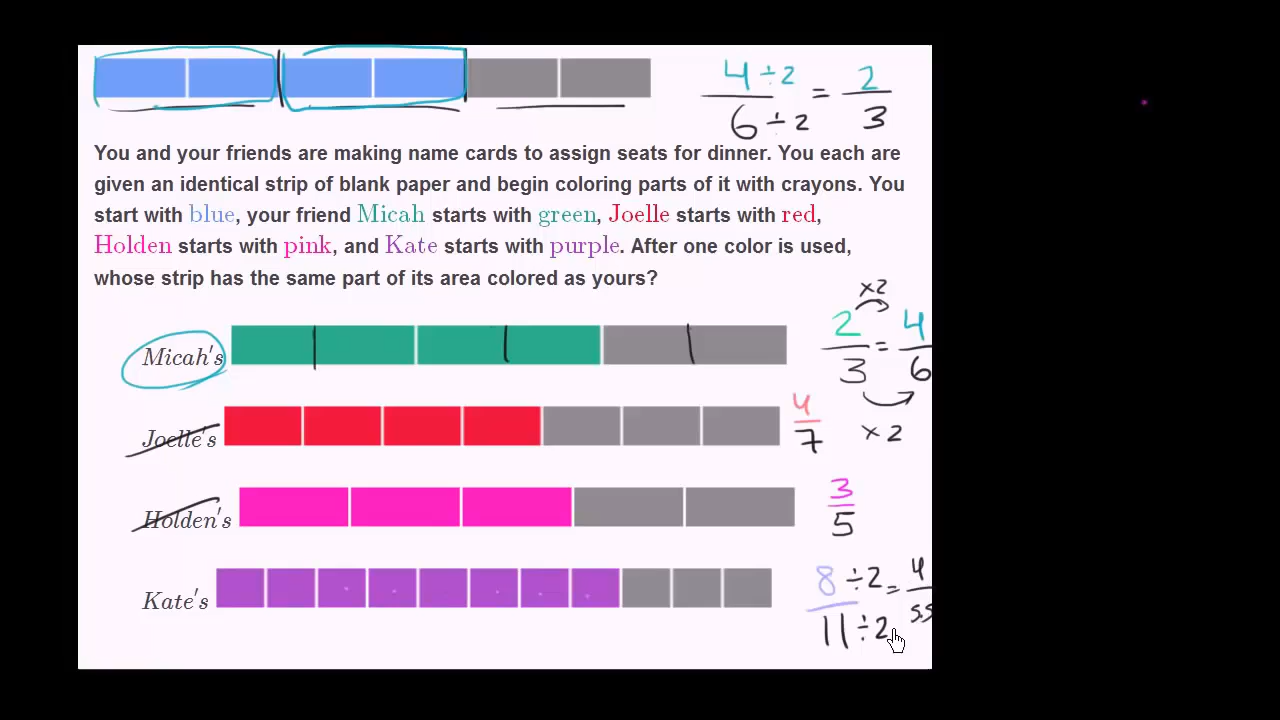 4 ÷2 = 2
6 ÷2 3
You and your friends are making name cards to assign seats for dinner. You each are
given an identical strip of blank paper and begin coloring parts of it with crayons. You
start with blue, your friend Micah starts with green, Joelle starts with red,
Holden starts with pink, and Kate starts with purple. After one color is used,
whose strip has the same part of its area colored as yours?
×2
Micah's 2 = 4
3 6
×2
Joelle's 4
7
Holden's 3
5
Kate's 8 ÷2 = 4
11 ÷2 5.5